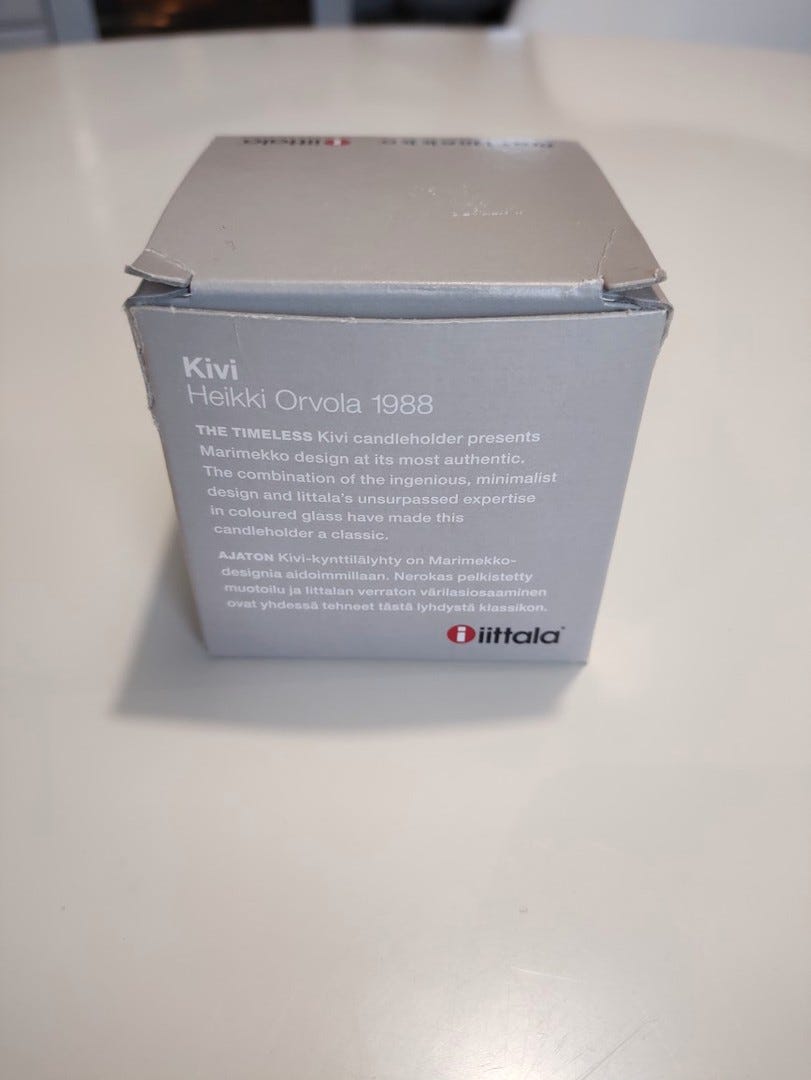 iittala marimekko
Kivi
Heikki Orvola 1988
THE TIMELESS Kivi candleholder presents
Marimekko design at its most authentic.
The combination of the ingenious, minimalist
design and Iittala's unsurpassed expertise
in coloured glass have made this
candleholder a classic.
AJATON Kivi-kynttilälyhty on Marimekko-
designia aidoimmillaan. Nerokas pelkistetty
muotoilu ja Iittalan verraton värilasiosaaminen
ovat yhdessä tehneet tästä lyhdystä klassikon.
i iittala